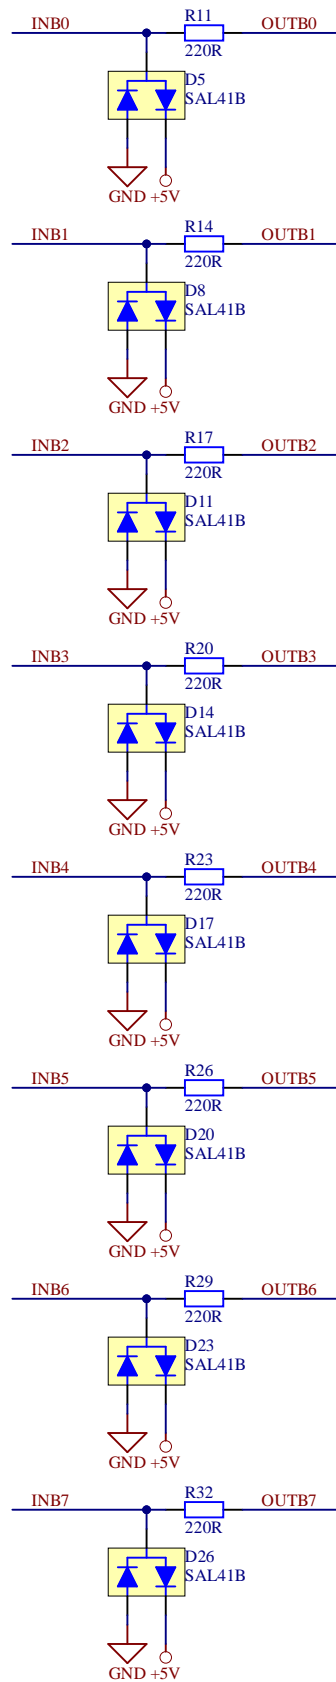 INB0 R11 OUTB0
220R
D5
SAL41B
GND +5V
INB1 R14 OUTB1
220R
D8
SAL41B
GND +5V
INB2 R17 OUTB2
220R
D11
SAL41B
GND +5V
INB3 R20 OUTB3
220R
D14
SAL41B
GND +5V
INB4 R23 OUTB4
220R
D17
SAL41B
GND +5V
INB5 R26 OUTB5
220R
D20
SAL41B
GND +5V
INB6 R29 OUTB6
220R
D23
SAL41B
GND +5V
INB7 R32 OUTB7
220R
D26
SAL41B
GND +5V